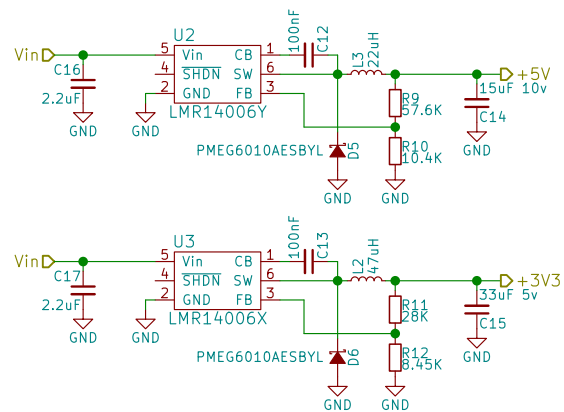 U2
100nF
C12
Vin
5
Vin
CB
1
L3
22uH
C16
4
SHDN
SW
6
+5V
2
GND
FB
3
R9
57.6K
15uF 10v
2.2uF
LMR14006Y
C14
GND
GND
PMEG6010AESBYL
D5
R10
10.4K
GND
GND
GND
U3
100nF
C13
Vin
5
Vin
CB
1
L2
47uH
C17
4
SHDN
SW
6
+3V3
2
GND
FB
3
R11
28K
33uF 5v
2.2uF
LMR14006X
C15
GND
GND
PMEG6010AESBYL
D6
R12
8.45K
GND
GND
GND